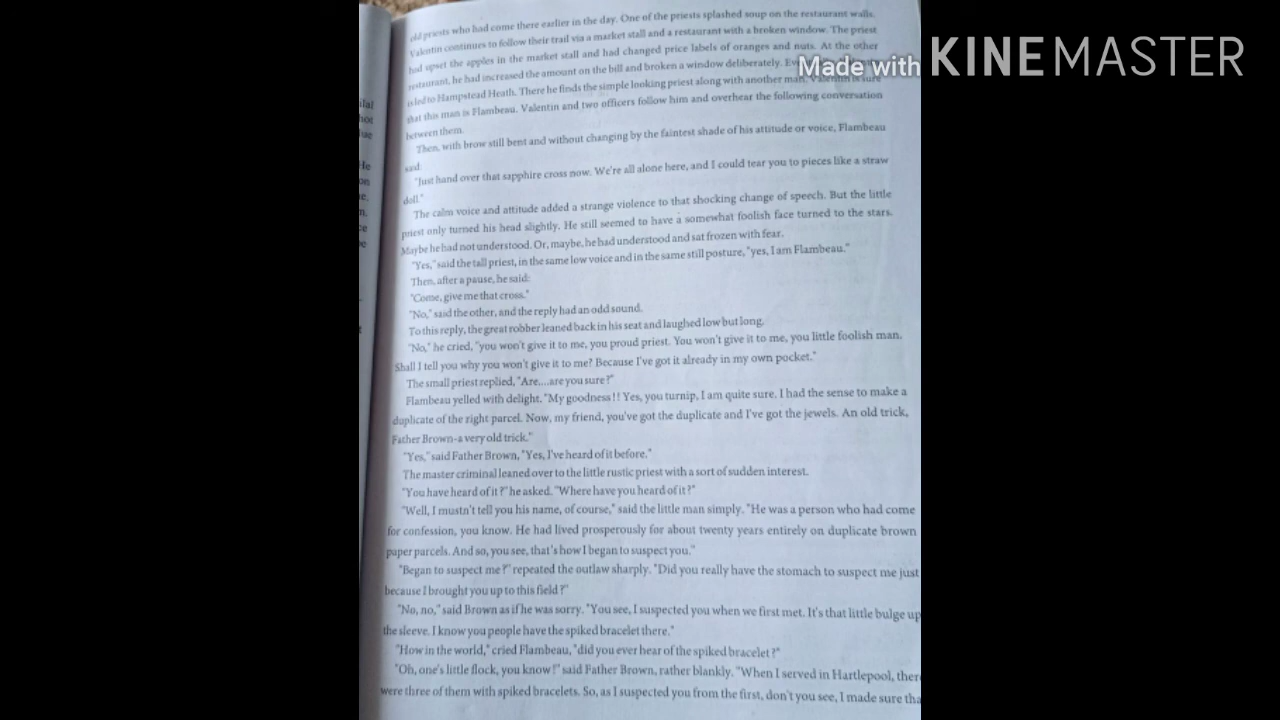 old priests who had come there earlier in the day. One of the priests splashed soup on the restaurant walls.
Valentin continues to follow their trail via a market stall and a restaurant with a broken window. The priest
had upset the apples in the market stall and had changed price labels of oranges and nuts. At the other
restaurant, he had increased the amount on the bill and broken a window deliberately.
is led to Hampstead Heath. There he finds the simple looking priest along with another man. Valentin is sure
that this man is Flambeau. Valentin and two officers follow him and overhear the following conversation
between them.
Then, with brow still bent and without changing by the faintest shade of his attitude or voice, Flambeau
said:
"Just hand over that sapphire cross now. We're all alone here, and I could tear you to pieces like a straw
doll."
The calm voice and attitude added a strange violence to that shocking change of speech. But the little
priest only turned his head slightly. He still seemed to have a somewhat foolish face turned to the stars.
Maybe he had not understood. Or, maybe, he had understood and sat frozen with fear.
"Yes," said the tall priest, in the same low voice and in the same still posture, "yes, I am Flambeau."
Then, after a pause, he said:
"Come, give me that cross."
"No," said the other, and the reply had an odd sound.
To this reply, the great robber leaned back in his seat and laughed low but long.
"No," he cried, "you won't give it to me, you proud priest. You won't give it to me, you little foolish man.
Shall I tell you why you won't give it to me? Because I've got it already in my own pocket."
The small priest replied, "Are....are you sure?"
Flambeau yelled with delight. "My goodness!! Yes, you turnip, I am quite sure. I had the sense to make a
duplicate of the right parcel. Now, my friend, you've got the duplicate and I've got the jewels. An old trick,
Father Brown-a very old trick."
"Yes," said Father Brown, "Yes, I've heard of it before."
The master criminal leaned over to the little rustic priest with a sort of sudden interest.
"You have heard of it?" he asked. "Where have you heard of it?"
"Well, I mustn't tell you his name, of course," said the little man simply. "He was a person who had come
for confession, you know. He had lived prosperously for about twenty years entirely on duplicate brown
paper parcels. And so, you see, that's how I began to suspect you."
"Began to suspect me?" repeated the outlaw sharply. "Did you really have the stomach to suspect me just
because I brought you up to this field?"
"No, no," said Brown as if he was sorry. "You see, I suspected you when we first met. It's that little bulge up
the sleeve. I know you people have the spiked bracelet there."
"How in the world," cried Flambeau, "did you ever hear of the spiked bracelet?"
"Oh, one's little flock, you know!" said Father Brown, rather blankly. "When I served in Hartlepool, ther
were three of them with spiked bracelets. So, as I suspected you from the first, don't you see, I made sure tha
Made with KINEMASTER